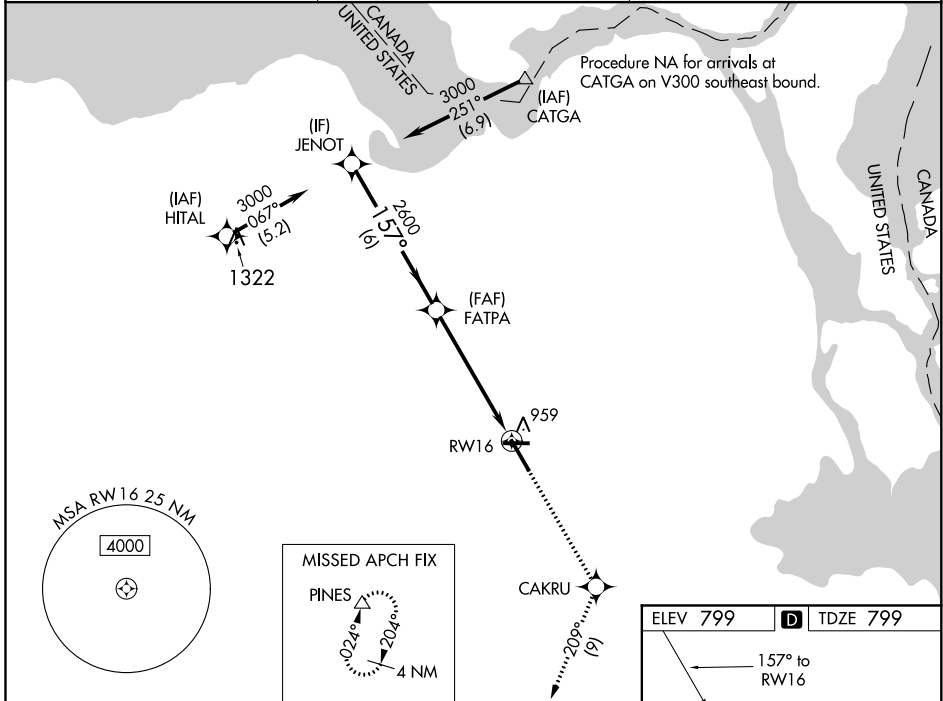 CANADA
UNITED STATES
Procedure NA for arrivals at
CATGA on V300 southeast bound.
3000
251°
(6.9)
(IAF)
CATGA
(IF)
JENOT
(IAF)
HITAL
3000
067°
(5.2)
1322
2600
157°
(6)
UNITED STATES
CANADA
(FAF)
FATPA
959
RW16
MSA RW16 25 NM
4000
MISSED APCH FIX
PINES
024°
204°
4 NM
CAKRU
209°
(9)
ELEV 799 D TDZE 799
157° to
RW16